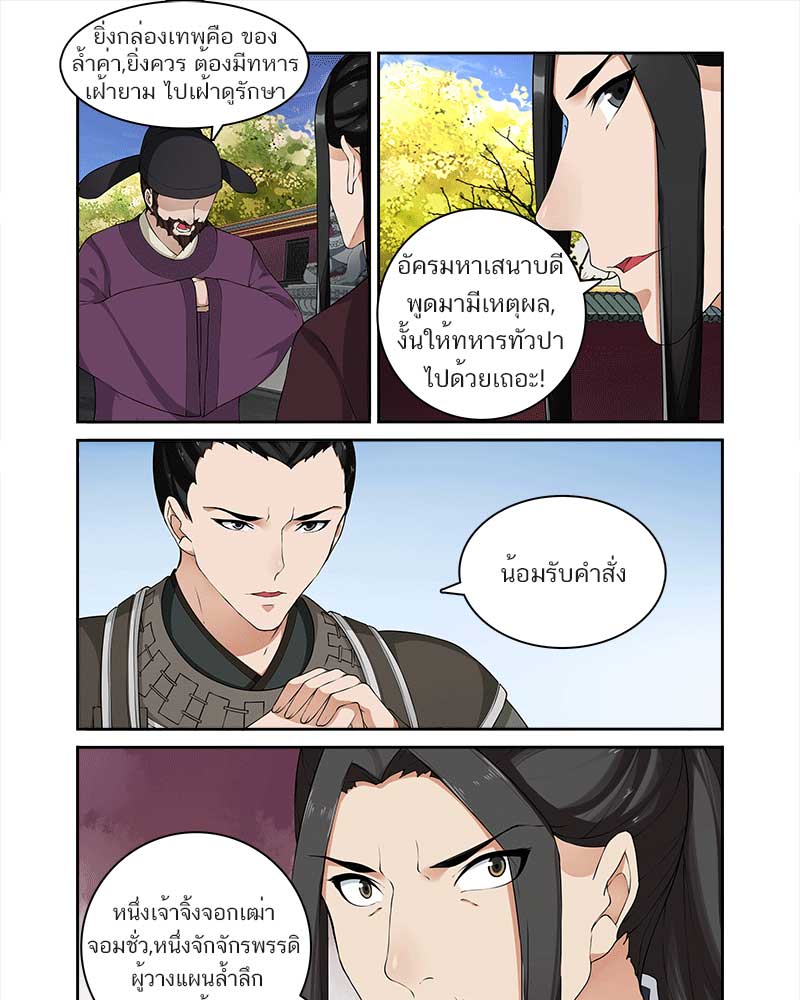 ยิ่งกล่องเทพคือ ของ
ล้ำค่า,ยิ่งควร ต้องมีทหาร
เฝ้ายาม ไปเฝ้าดูรักษา
อัครมหาเสนาบดี
พูดมามีเหตุผล,
งั้นให้ทหารทัวปา
ไปด้วยเถอะ!
น้อมรับคำสั่ง
หนึ่งเจ้าจิ้งจอกเฒ่า
จอมชั่ว,หนึ่งจักจักรพรรดิ
ผู้วางแผนล้ำลึก